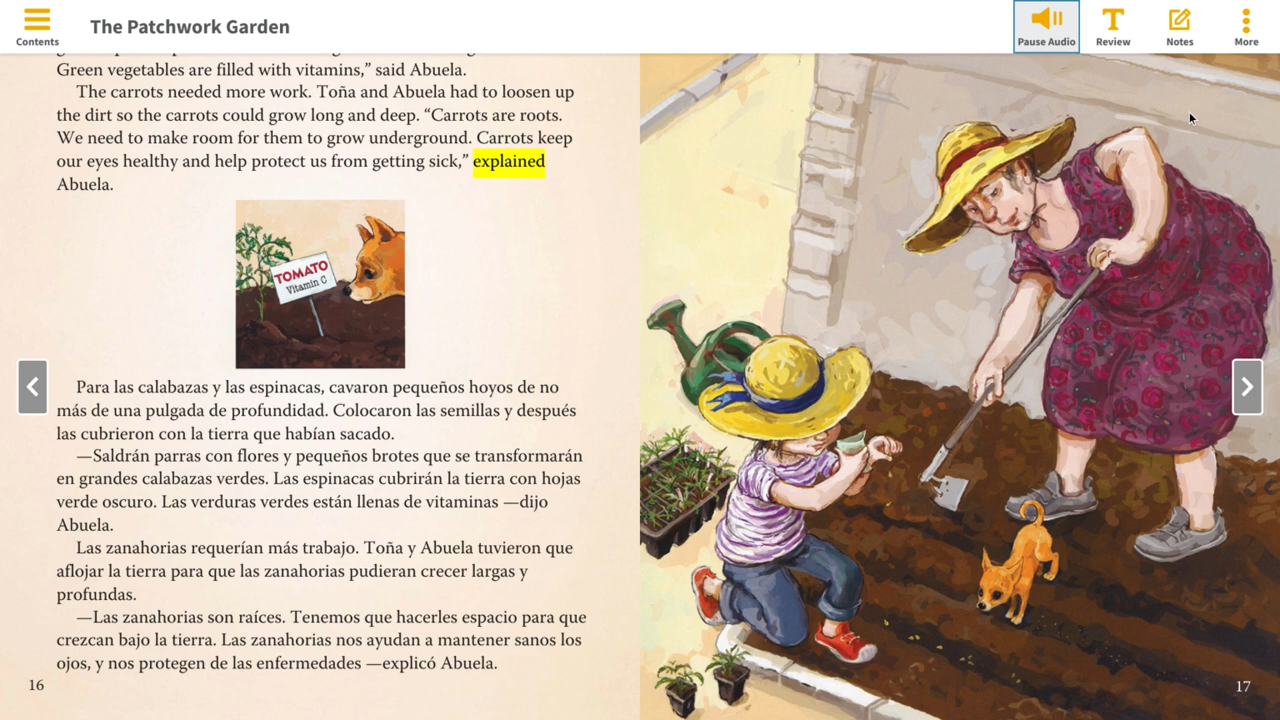 Contents
The Patchwork Garden
Pause Audio
Review
Notes
More
Green vegetables are filled with vitamins,” said Abuela.
The carrots needed more work. Toña and Abuela had to loosen up
the dirt so the carrots could grow long and deep. “Carrots are roots.
We need to make room for them to grow underground. Carrots keep
our eyes healthy and help protect us from getting sick,” explained
Abuela.
TOMATO
Vitamin C
Para las calabazas y las espinacas, cavaron pequeños hoyos de no
más de una pulgada de profundidad. Colocaron las semillas y después
las cubrieron con la tierra que habían sacado.
—Saldrán parras con flores y pequeños brotes que se transformarán
en grandes calabazas verdes. Las espinacas cubrirán la tierra con hojas
verde oscuro. Las verduras verdes están llenas de vitaminas —dijo
Abuela.
Las zanahorias requerían más trabajo. Toña y Abuela tuvieron que
aflojar la tierra para que las zanahorias pudieran crecer largas y
profundas.
—Las zanahorias son raíces. Tenemos que hacerles espacio para que
crezcan bajo la tierra. Las zanahorias nos ayudan a mantener sanos los
ojos, y nos protegen de las enfermedades —explicó Abuela.
16
17